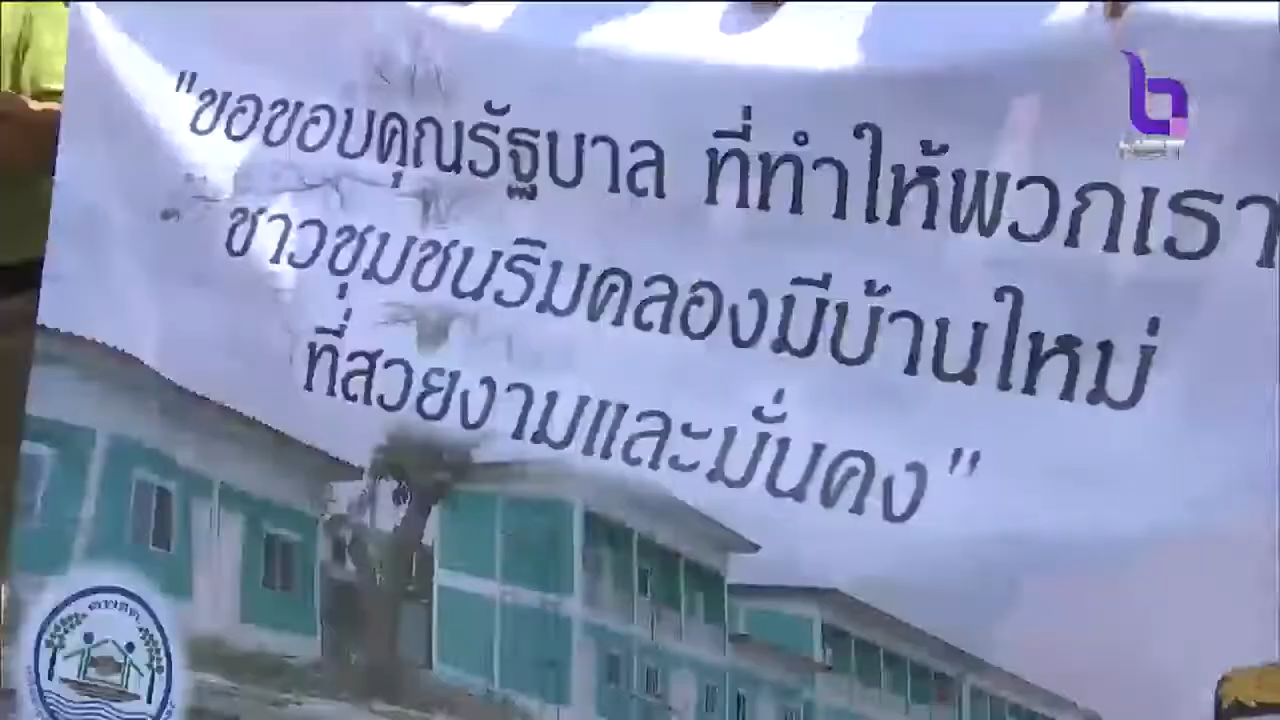 "ขอขอบคุณรัฐบาล ที่ทำให้พวกเรา
ชาวชุมชนริมคลองมีบ้านใหม่
ที่สวยงามและมั่นคง"